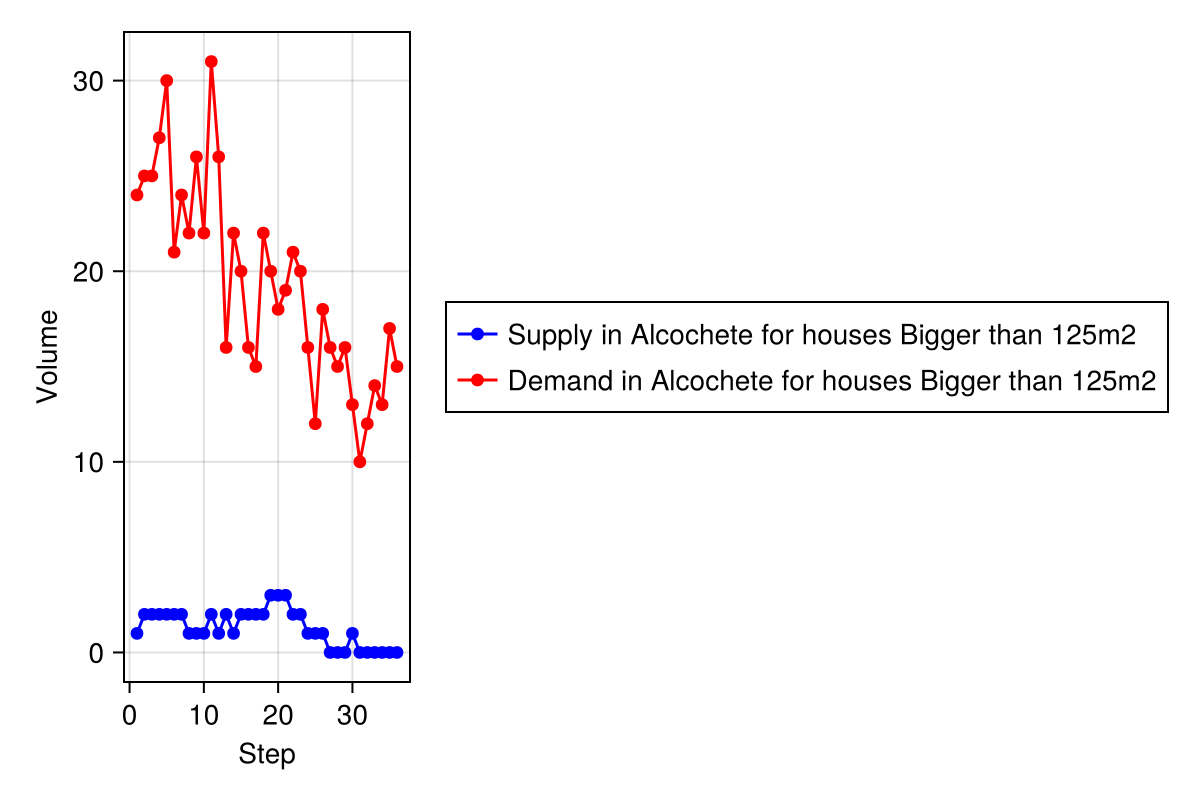 30
20
10
0
Volume
0 10 20 30
Step
Supply in Alcochete for houses Bigger than 125m2
Demand in Alcochete for houses Bigger than 125m2